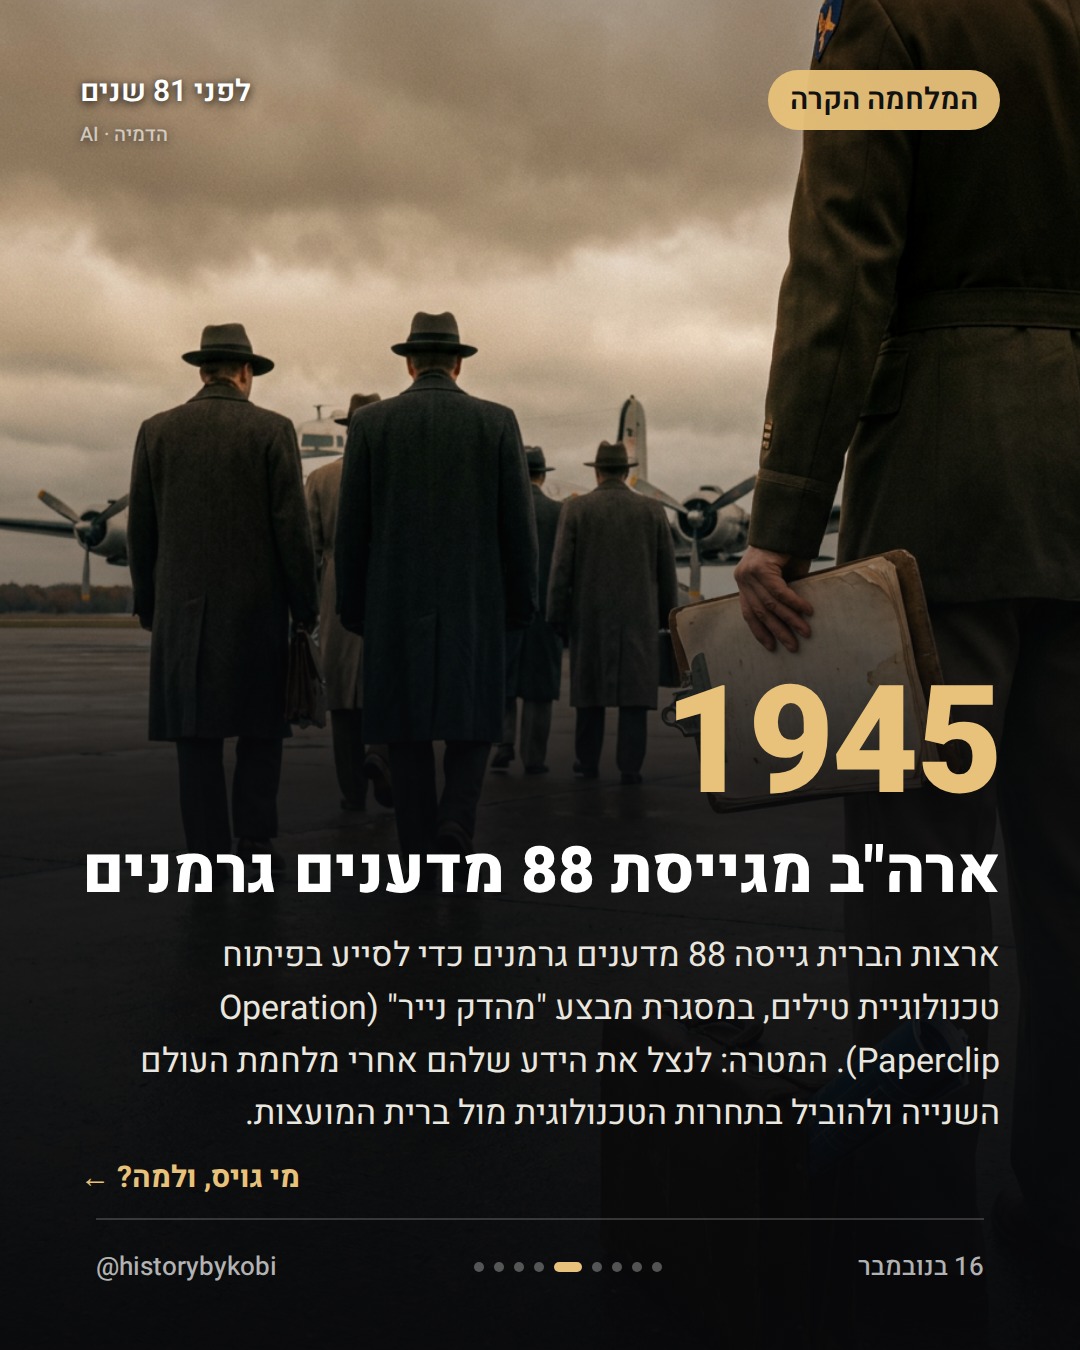 המלחמה הקרה
לפני 81 שנים
הדמיה · AI
1945
ארה"ב מגייסת 88 מדענים גרמנים
ארצות הברית גייסה 88 מדענים גרמנים כדי לסייע בפיתוח
טכנולוגיית טילים, במסגרת מבצע "מהדק נייר" (Operation
Paperclip). המטרה: לנצל את הידע שלהם אחרי מלחמת העולם
השנייה ולהוביל בתחרות הטכנולוגית מול ברית המועצות.
מי גויס, ולמה? ←
16 בנובמבר
@historybykobi